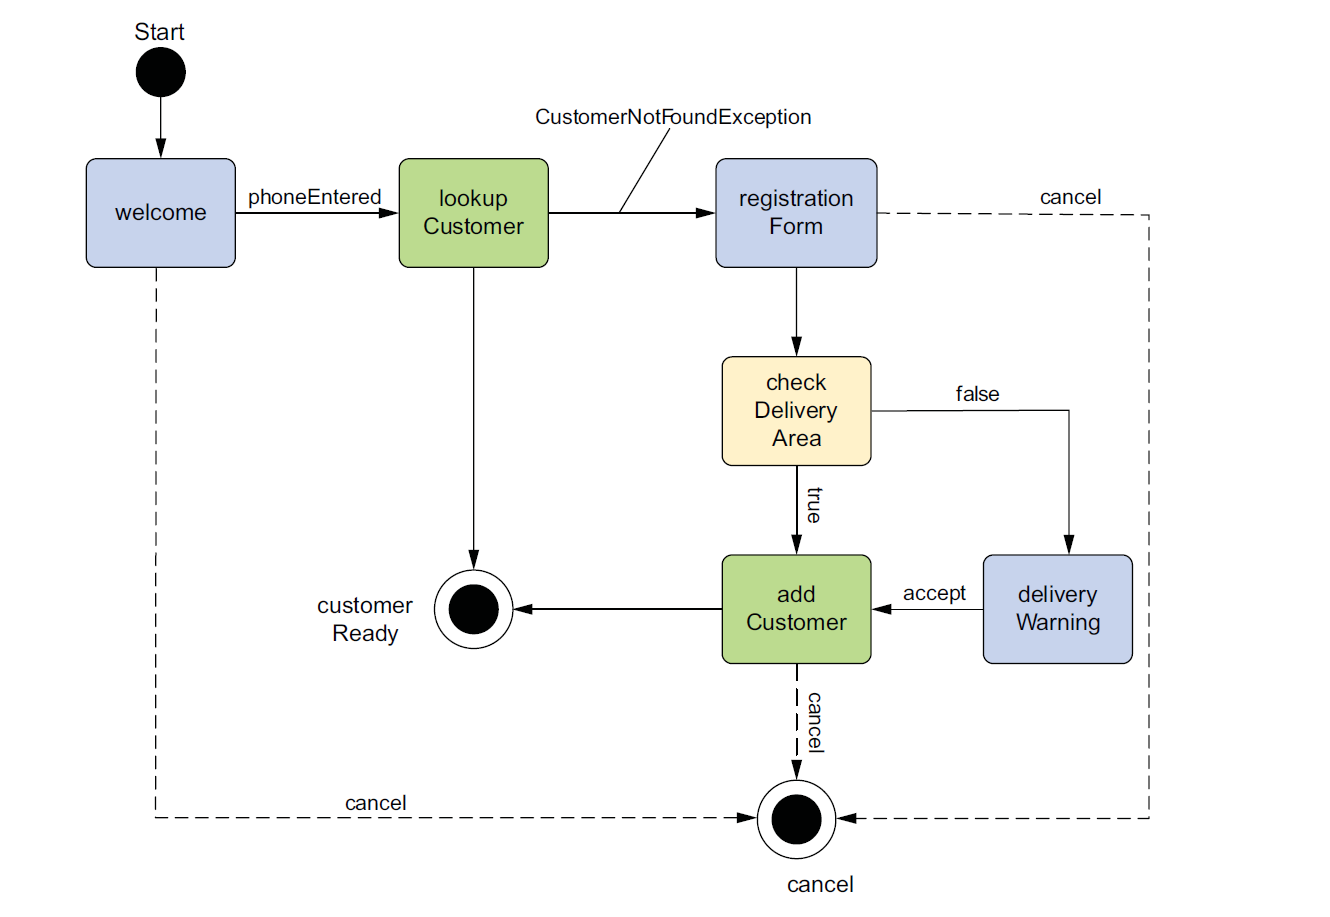 Start
CustomerNotFoundException
welcome
phoneEntered
lookup
Customer
registration
Form
cancel
check
Delivery
Area
false
true
customer
Ready
add
Customer
accept
delivery
Warning
cancel
cancel
cancel